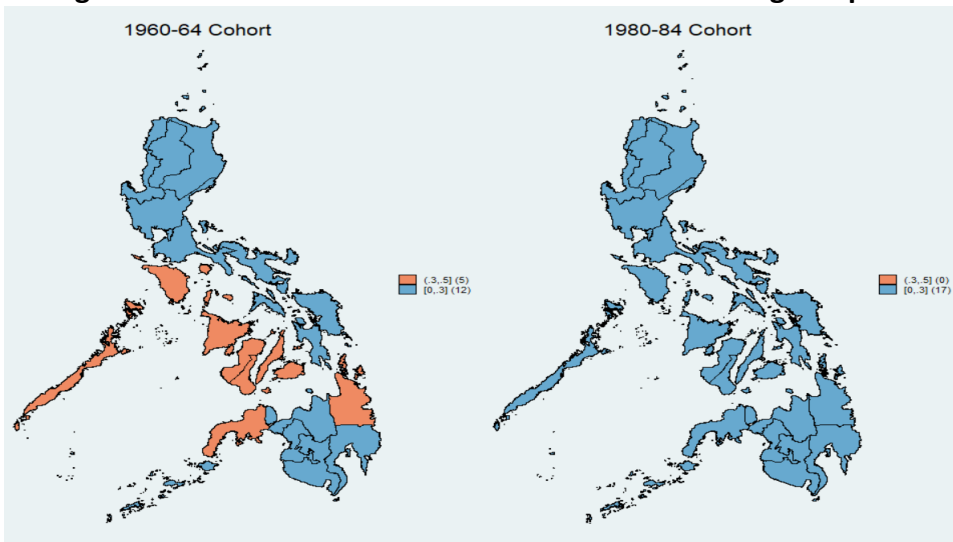 1960-64 Cohort
1980-84 Cohort
(.3,.5] (5)
[0,.3] (12)
(.3,.5] (0)
[0,.3] (17)